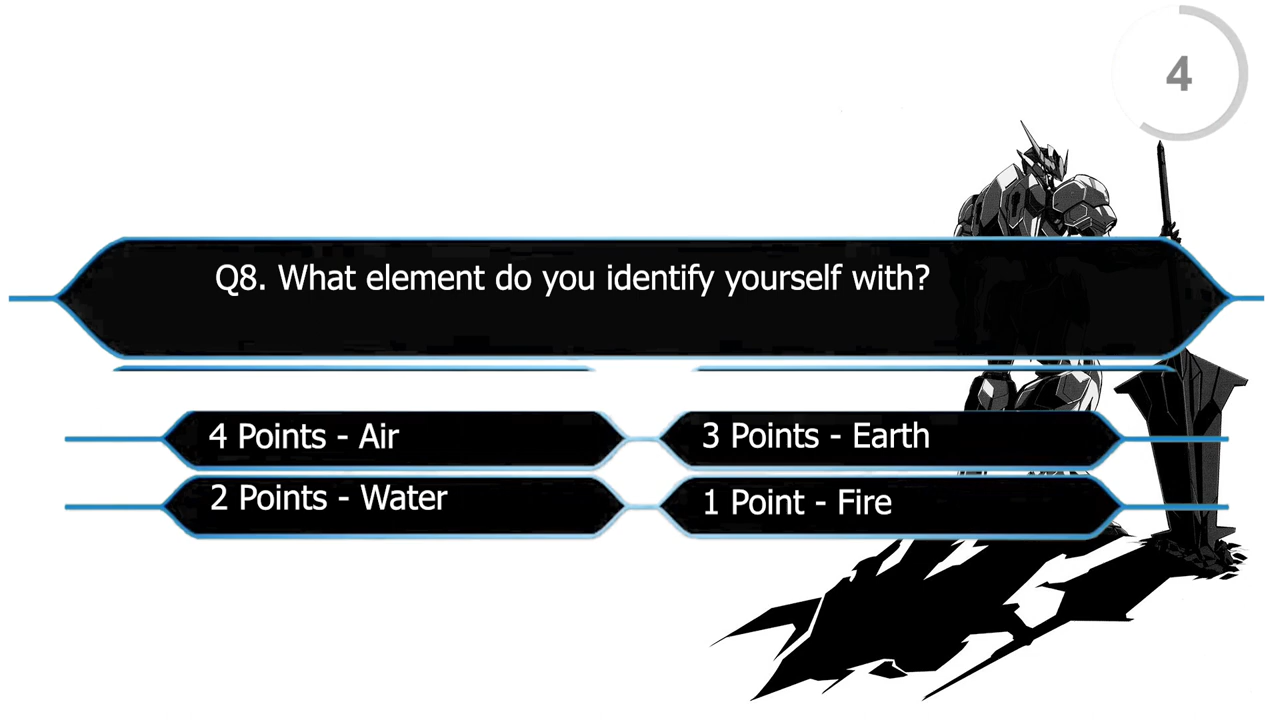 4
Q8. What element do you identify yourself with?
4 Points - Air
3 Points - Earth
2 Points - Water
1 Point - Fire